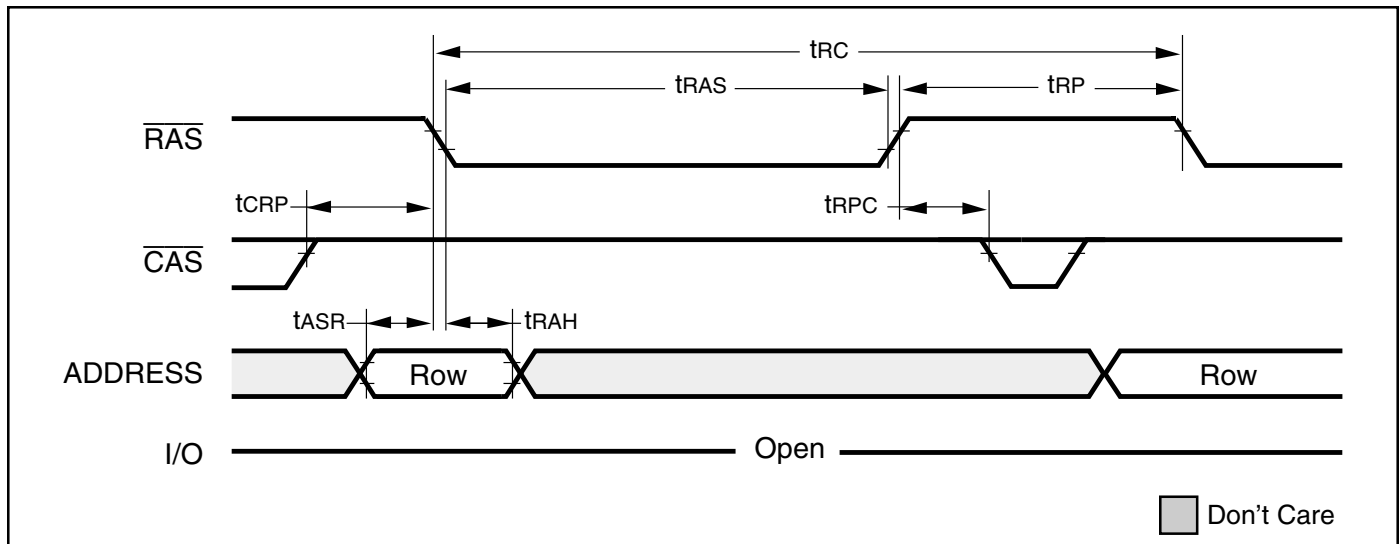 tRC
tRAS
tRP
RAS
tCRP
tRPC
CAS
tASR
tRAH
ADDRESS
Row
Row
I/O
Open
Don't Care